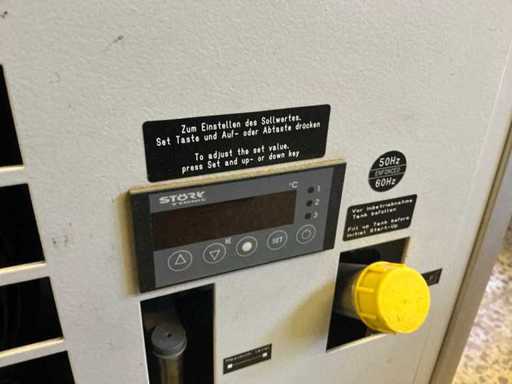 Zum Einstellen des Sollwertes,
Set Taste und Auf- oder Abtaste drücken
To adjust the set value,
press Set and up- or down key
STÖRK
°C
1
2
3
SET
50Hz
ENFORCED
60Hz
Vor Inbetriebnahme
Tank befüllen
Fill up Tank before
Initial Start-Up